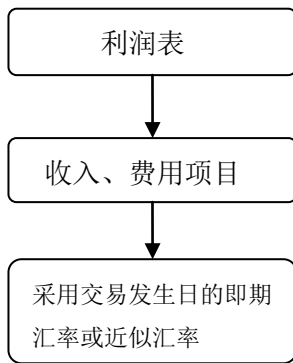 利润表
收入、费用项目
采用交易发生日的即期
汇率或近似汇率